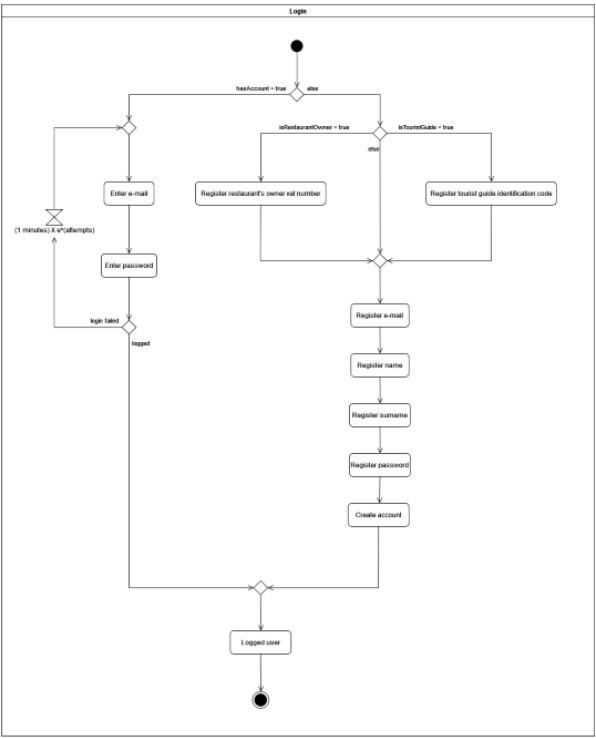 Login
hasAccount = true
else
isRestaurantOwner = true
isTouristGuide = true
else
Enter e-mail
Register restaurant's owner vat number
Register tourist guide identification code
(1 minutes) X e^(attempts)
Enter password
Register e-mail
login failed
logged
Register name
Register surname
Register password
Create account
Logged user